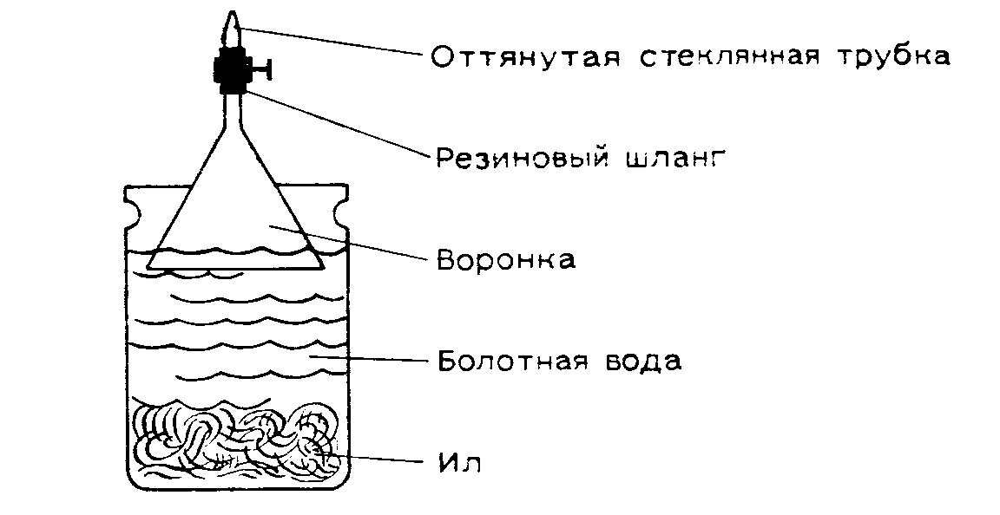 Оттянутая стеклянная трубка
Резиновый шланг
Воронка
Болотная вода
Ил